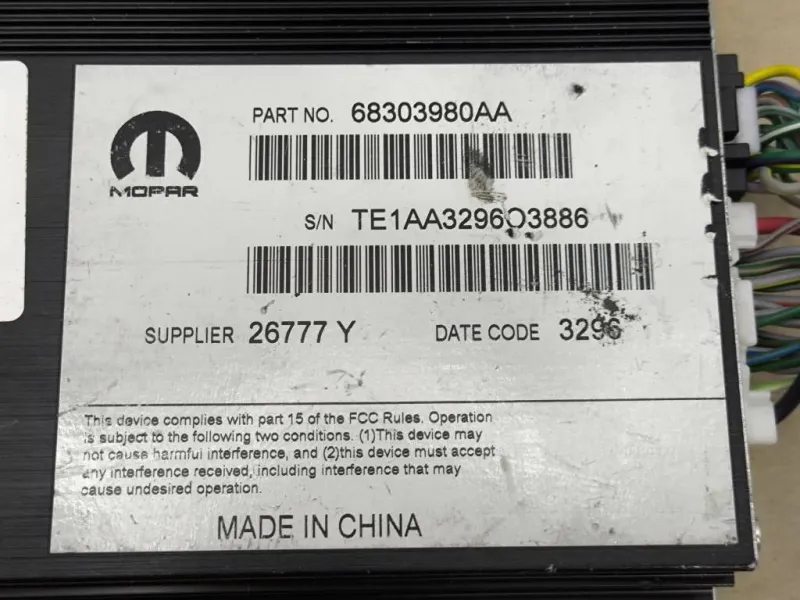 PART NO. 68303980AA
MOPAR
S/N TE1AA3296O3886
SUPPLIER 26777 Y DATE CODE 3296
This device complies with part 15 of the FCC Rules. Operation
is subject to the following two conditions. (1)This device may
not cause harmful interference, and (2)this device must accept
any interference received, including interference that may
cause undesired operation.
MADE IN CHINA